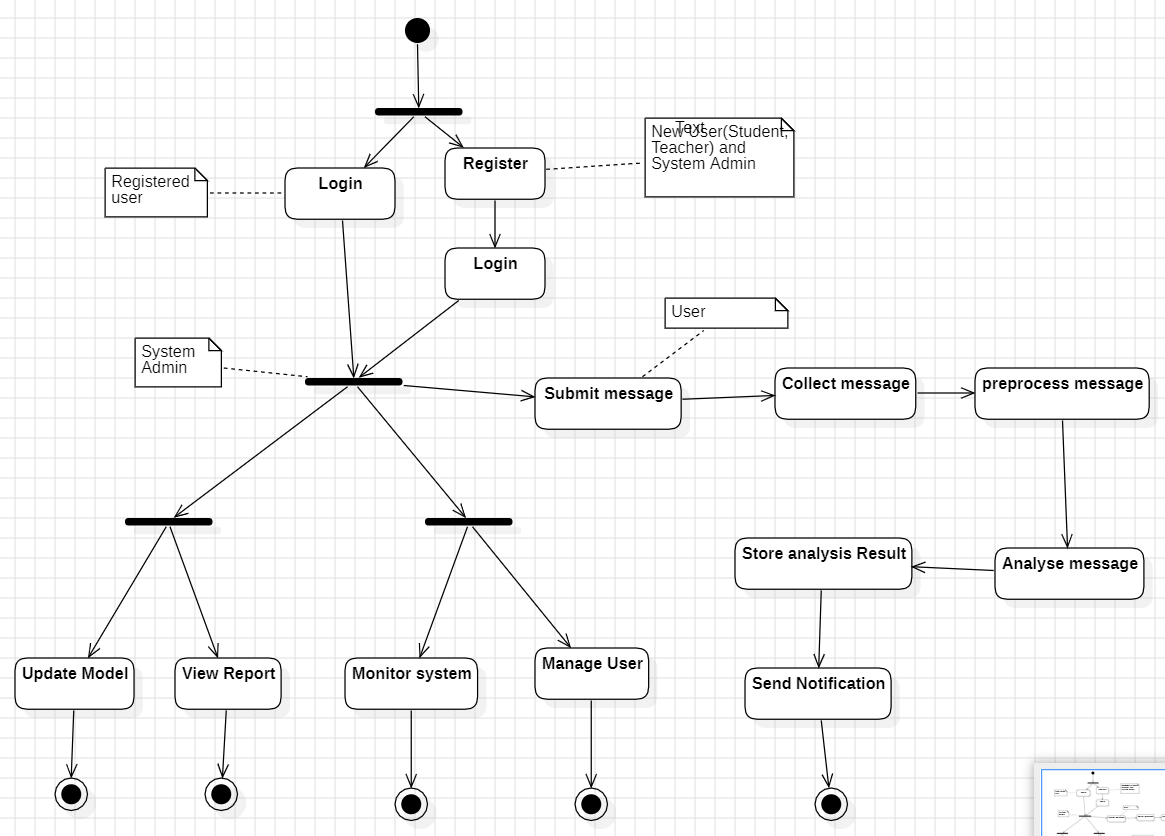 Text
New User(Student,
Teacher) and
System Admin
Register
Login
Registered
user
Login
User
System
Admin
Submit message
Collect message
preprocess message
Store analysis Result
Analyse message
Update Model
View Report
Monitor system
Manage User
Send Notification